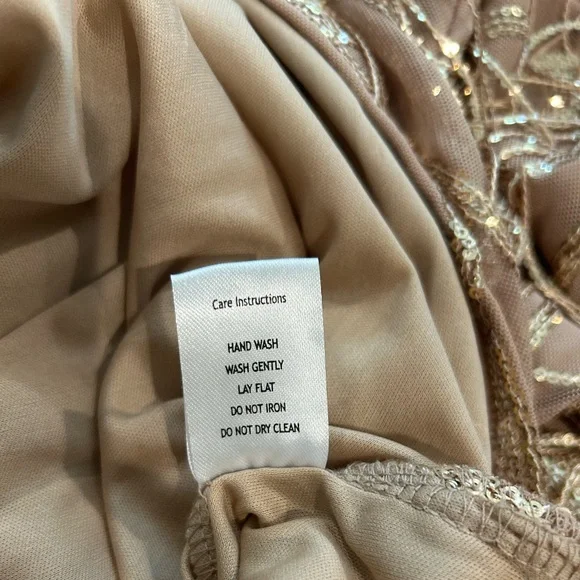 Care Instructions
HAND WASH
WASH GENTLY
LAY FLAT
DO NOT IRON
DO NOT DRY CLEAN